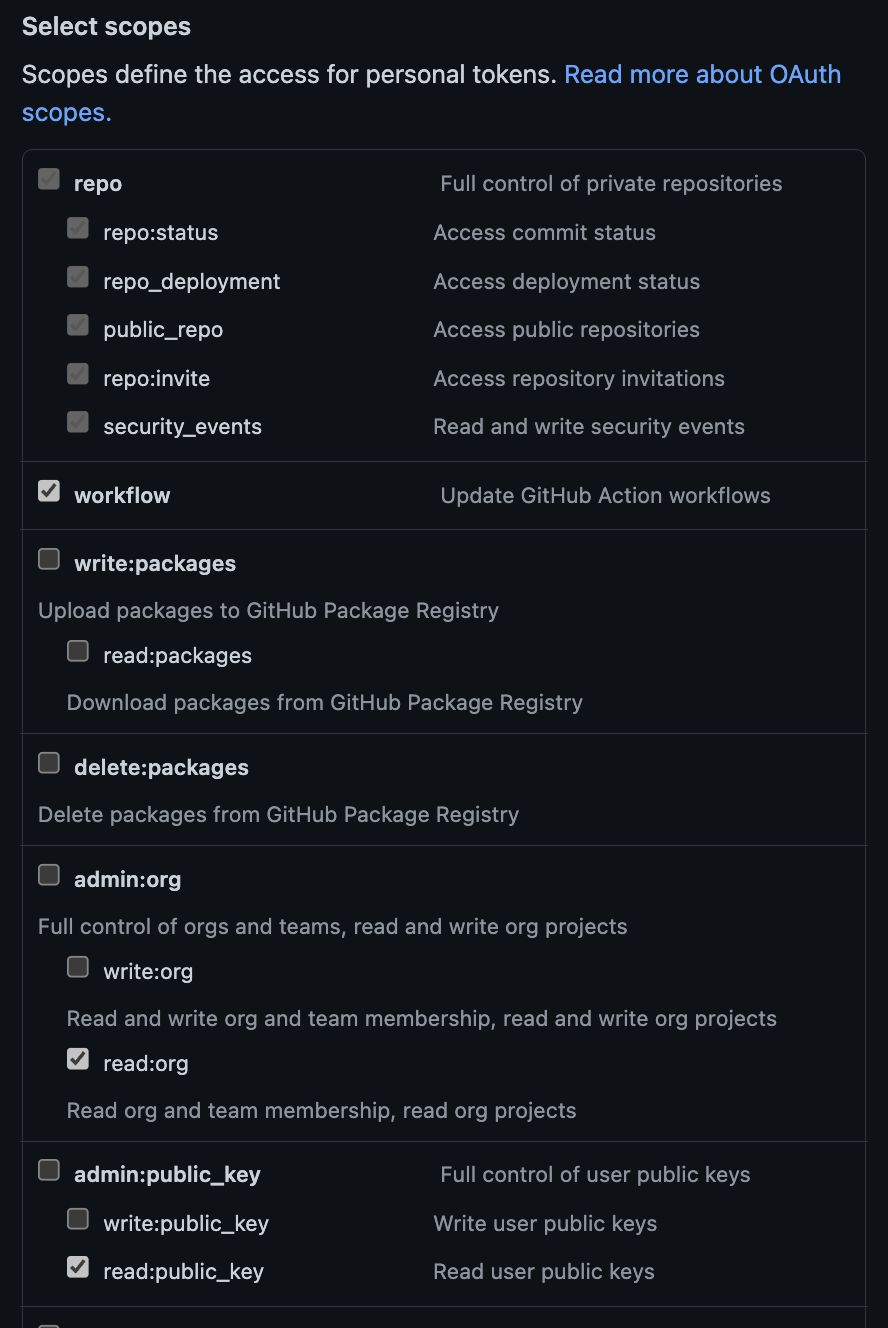 Select scopes
Scopes define the access for personal tokens. Read more about OAuth
scopes.
repo Full control of private repositories
repo:status Access commit status
repo_deployment Access deployment status
public_repo Access public repositories
repo:invite Access repository invitations
security_events Read and write security events
workflow Update GitHub Action workflows
write:packages
Upload packages to GitHub Package Registry
read:packages
Download packages from GitHub Package Registry
delete:packages
Delete packages from GitHub Package Registry
admin:org
Full control of orgs and teams, read and write org projects
write:org
Read and write org and team membership, read and write org projects
read:org
Read org and team membership, read org projects
admin:public_key Full control of user public keys
write:public_key Write user public keys
read:public_key Read user public keys